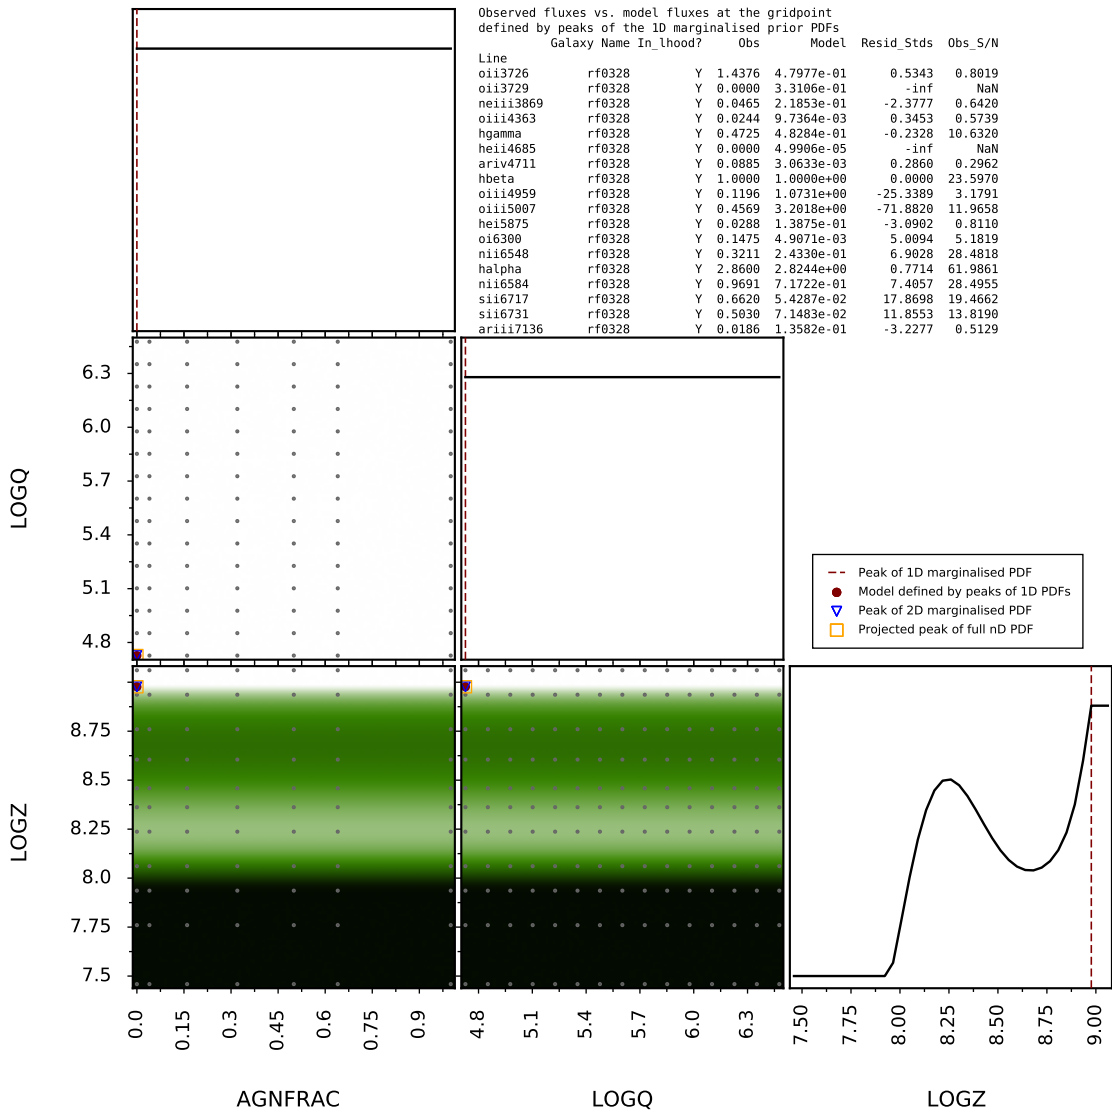 Observed fluxes vs. model fluxes at the gridpoint
defined by peaks of the 1D marginalised prior PDFs
Galaxy Name In_lhood? Obs Model Resid_Stds Obs_S/N
Line
oii3726 rf0328 Y 1.4376 4.7977e-01 0.5343 0.8019
oii3729 rf0328 Y 0.0000 3.3106e-01 -inf NaN
neiii3869 rf0328 Y 0.0465 2.1853e-01 -2.3777 0.6420
oiii4363 rf0328 Y 0.0244 9.7364e-03 0.3453 0.5739
hgamma rf0328 Y 0.4725 4.8284e-01 -0.2328 10.6320
heii4685 rf0328 Y 0.0000 4.9906e-05 -inf NaN
ariv4711 rf0328 Y 0.0885 3.0633e-03 0.2860 0.2962
hbeta rf0328 Y 1.0000 1.0000e+00 0.0000 23.5970
oiii4959 rf0328 Y 0.1196 1.0731e+00 -25.3389 3.1791
oiii5007 rf0328 Y 0.4569 3.2018e+00 -71.8820 11.9658
hei5875 rf0328 Y 0.0288 1.3875e-01 -3.0902 0.8110
oi6300 rf0328 Y 0.1475 4.9071e-03 5.0094 5.1819
nii6548 rf0328 Y 0.3211 2.4330e-01 6.9028 28.4818
halpha rf0328 Y 2.8600 2.8244e+00 0.7714 61.9861
nii6584 rf0328 Y 0.9691 7.1722e-01 7.4057 28.4955
sii6717 rf0328 Y 0.6620 5.4287e-02 17.8698 19.4662
sii6731 rf0328 Y 0.5030 7.1483e-02 11.8553 13.8190
ariii7136 rf0328 Y 0.0186 1.3582e-01 -3.2277 0.5129
6.3
6.0
5.7
5.4
5.1
4.8
LOGQ
Peak of 1D marginalised PDF
Model defined by peaks of 1D PDFs
Peak of 2D marginalised PDF
Projected peak of full nD PDF
8.75
8.5
8.25
8.0
7.75
7.5
LOGZ
0.0 0.15 0.3 0.45 0.6 0.75 0.9
4.8 5.1 5.4 5.7 6.0 6.3
7.50 7.75 8.00 8.25 8.50 8.75 9.00
AGNFRAC LOGQ LOGZ